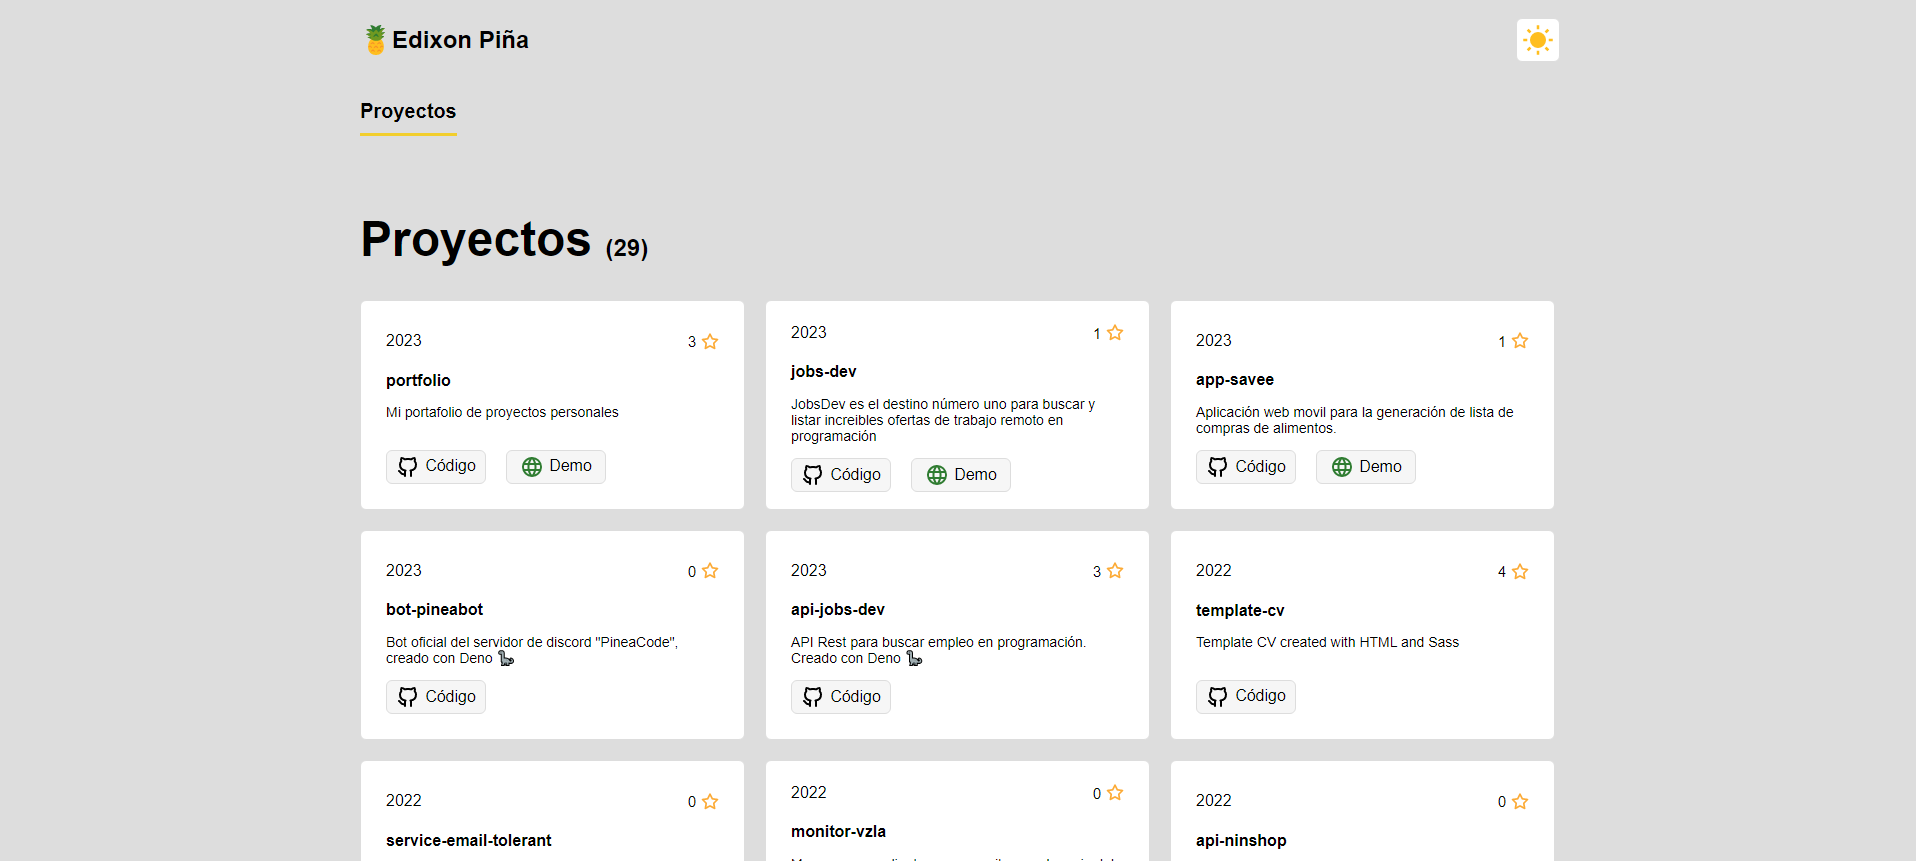 🍍 Edixon Piña
Proyectos
Proyectos (29)
2023
3
portfolio
Mi portafolio de proyectos personales
Código
Demo
2023
1
jobs-dev
JobsDev es el destino número uno para buscar y
listar increibles ofertas de trabajo remoto en
programación
Código
Demo
2023
1
app-savee
Aplicación web movil para la generación de lista de
compras de alimentos.
Código
Demo
2023
0
bot-pineabot
Bot oficial del servidor de discord "PineaCode",
creado con Deno 🦕
Código
2023
3
api-jobs-dev
API Rest para buscar empleo en programación.
Creado con Deno 🦕
Código
2022
4
template-cv
Template CV created with HTML and Sass
Código
2022
0
service-email-tolerant
2022
0
monitor-vzla
2022
0
api-ninshop